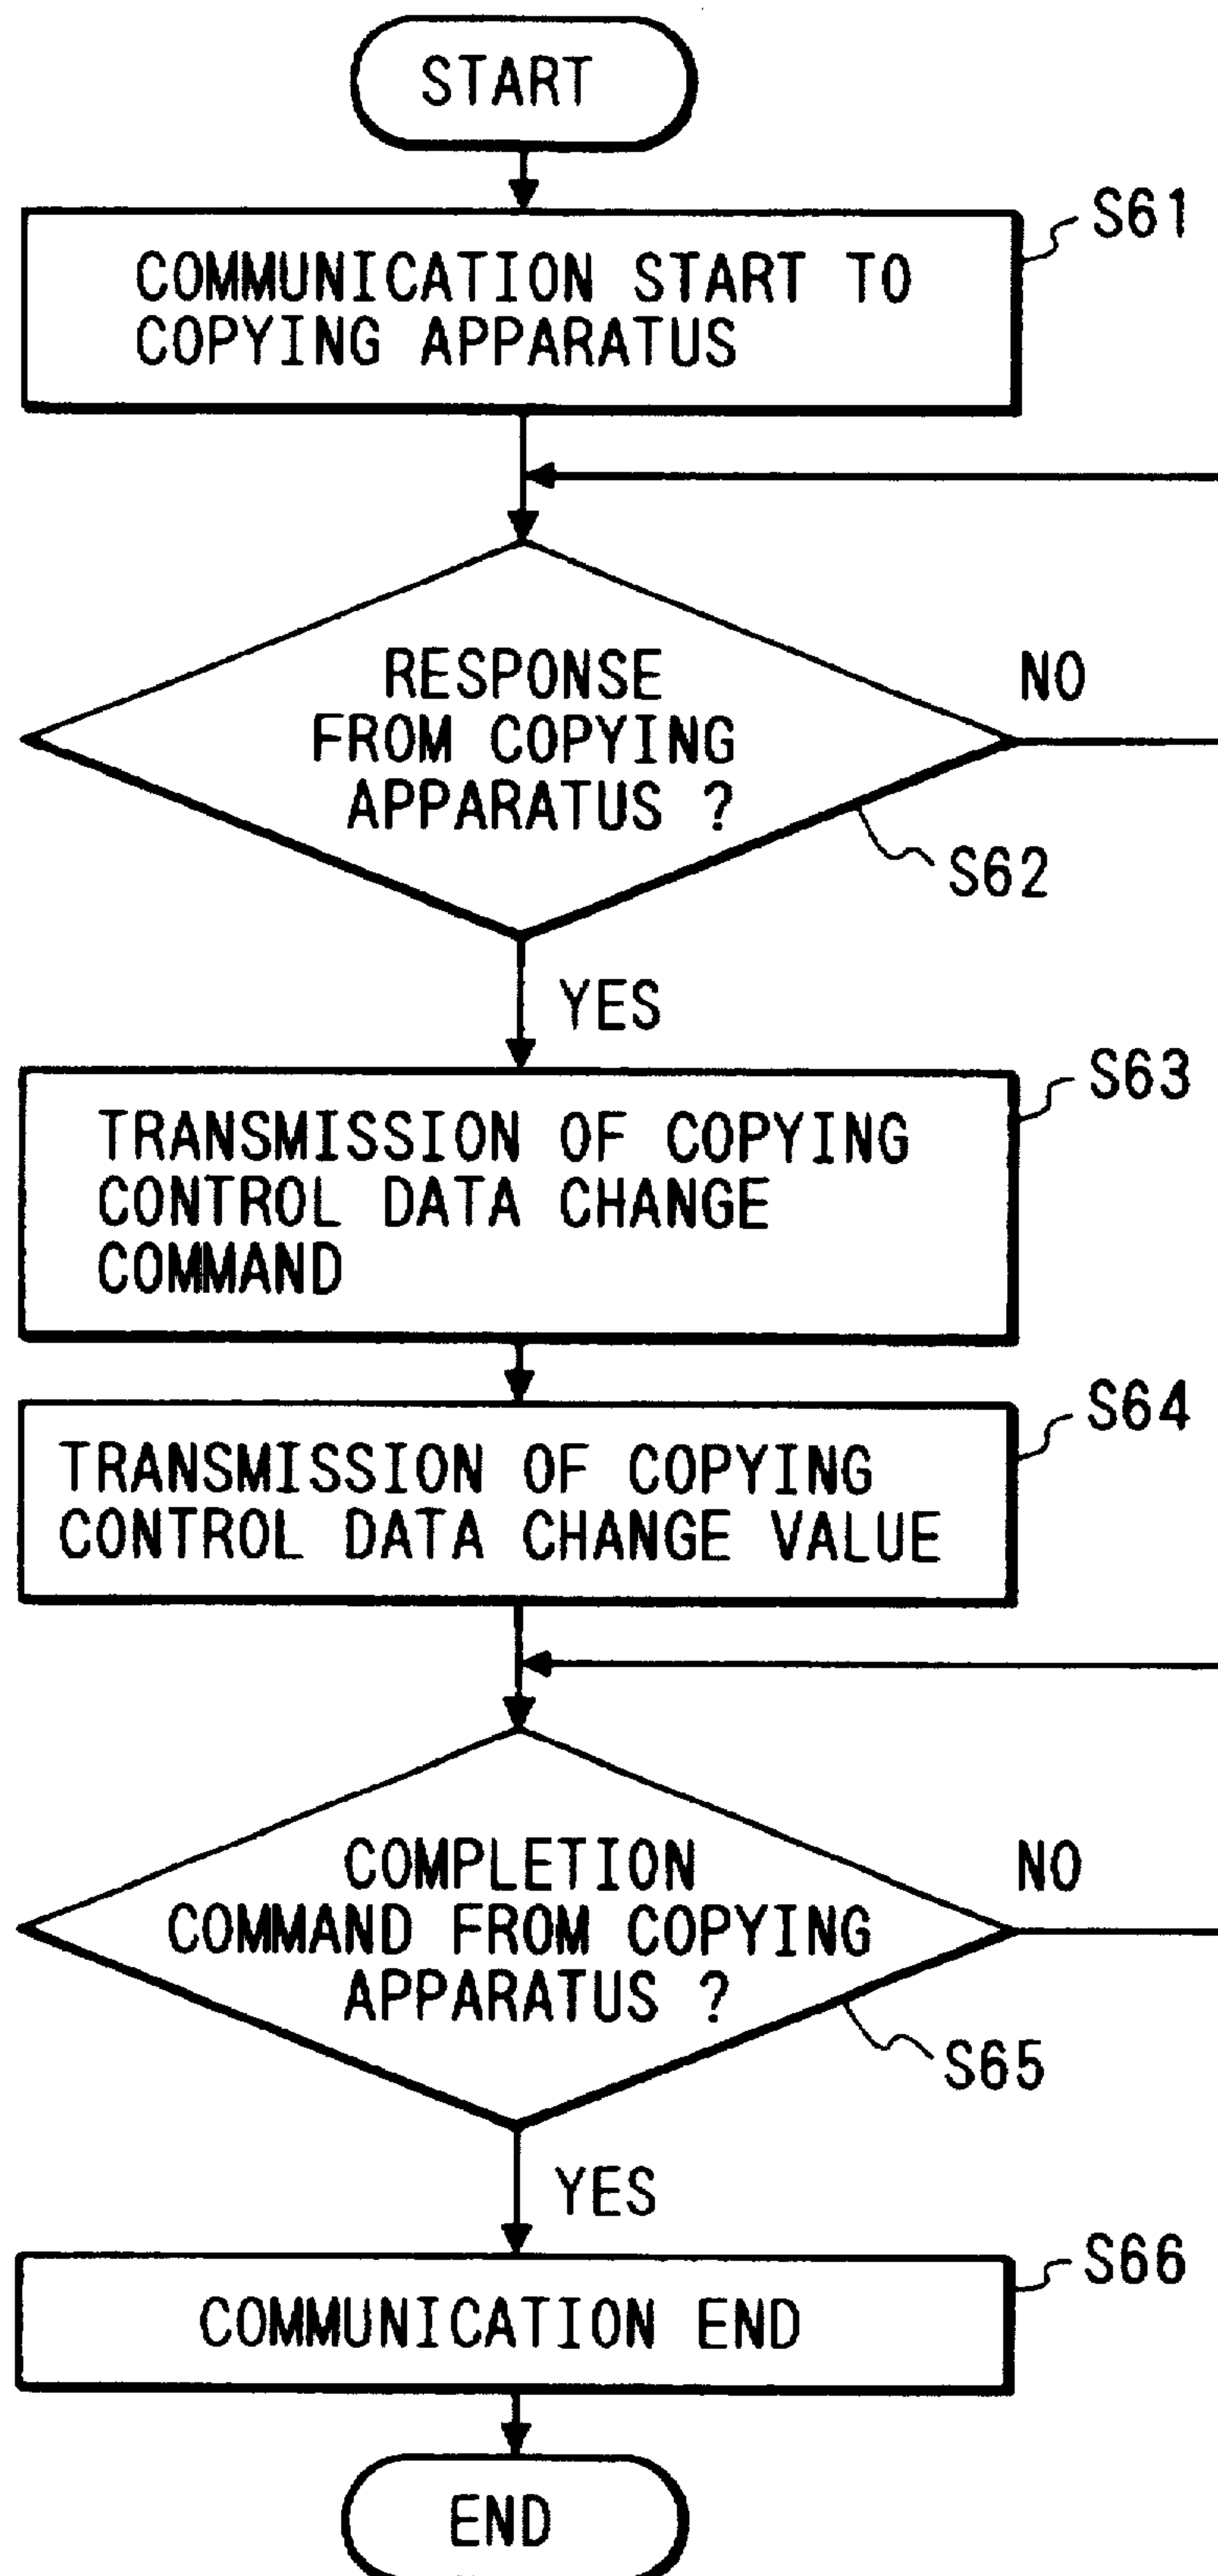 START
S61
COMMUNICATION START TO
COPYING APPARATUS
RESPONSE
FROM COPYING
APPARATUS ?
NO
S62
YES
S63
TRANSMISSION OF COPYING
CONTROL DATA CHANGE
COMMAND
S64
TRANSMISSION OF COPYING
CONTROL DATA CHANGE VALUE
COMPLETION
COMMAND FROM COPYING
APPARATUS ?
NO
S65
YES
S66
COMMUNICATION END
END